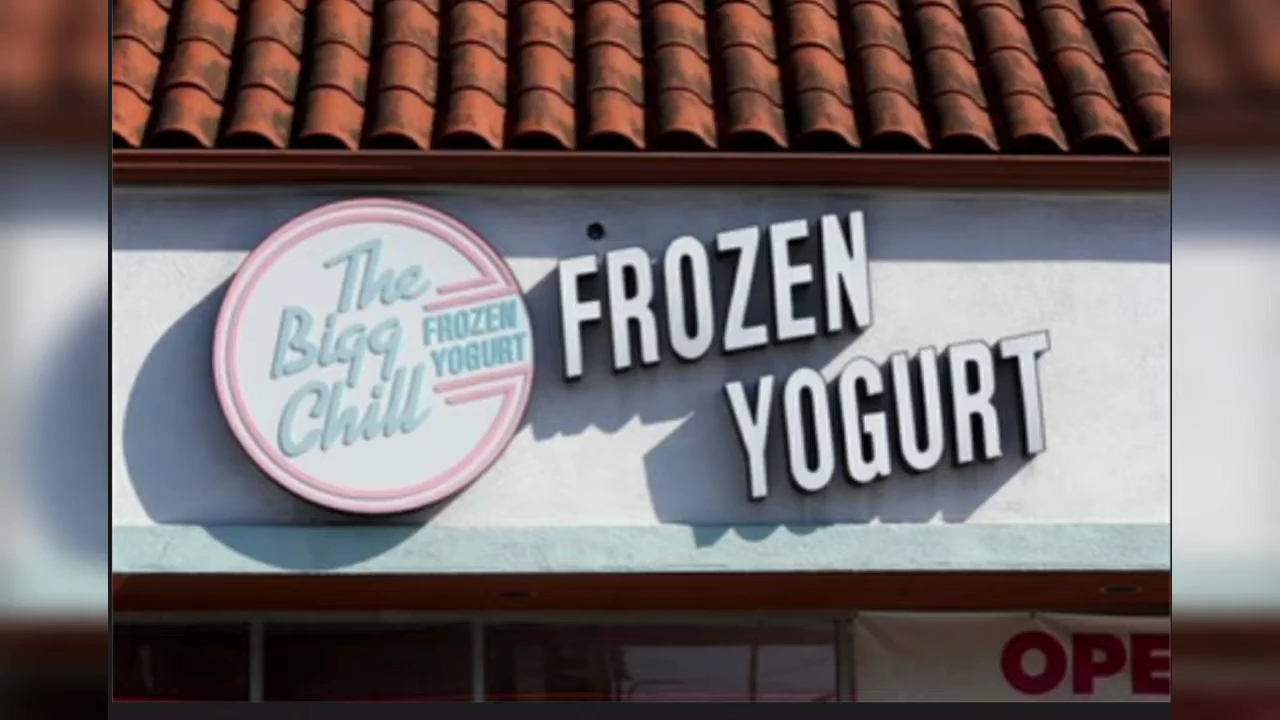 The
Bigg
Chill
FROZEN
YOGURT
FROZEN
YOGURT
OPE